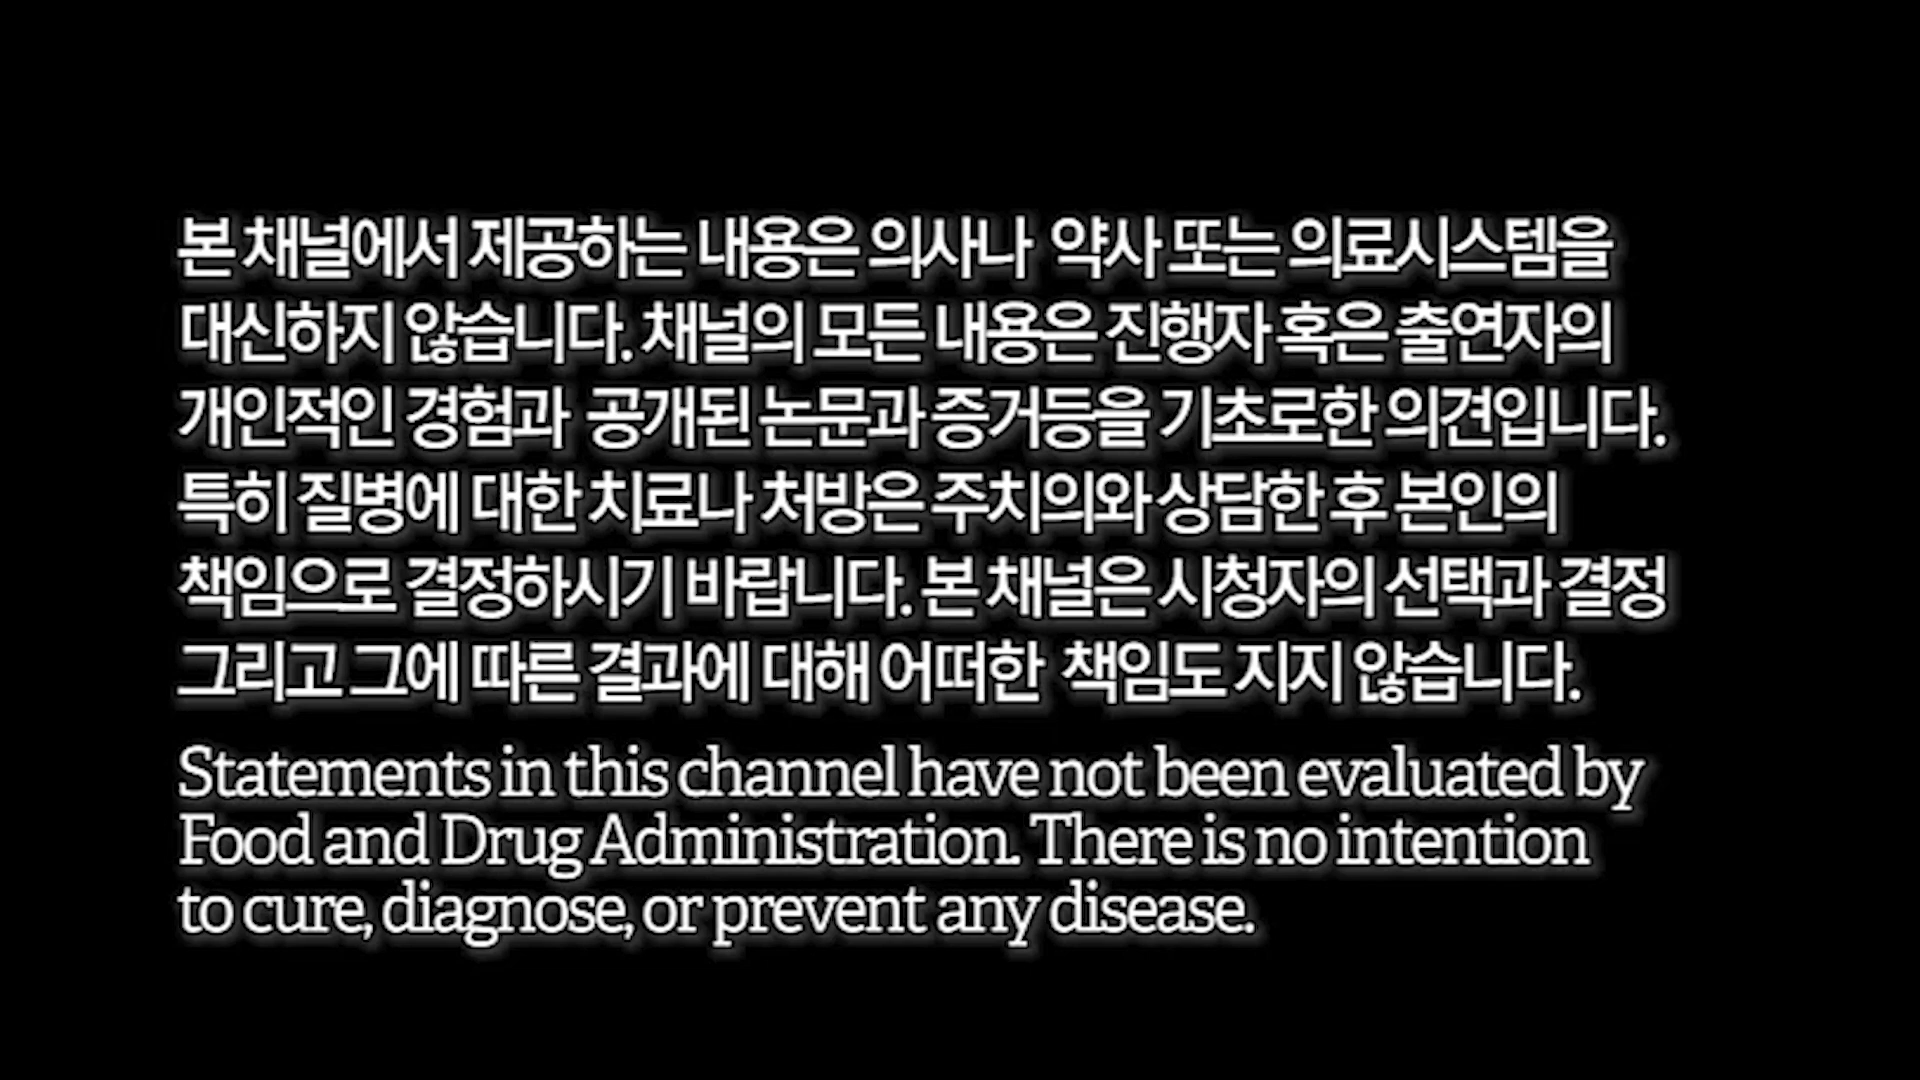 본 채널에서 제공하는 내용은 의사나 약사 또는 의료시스템을
대신하지 않습니다. 채널의 모든 내용은 진행자 혹은 출연자의
개인적인 경험과 공개된 논문과 증거등을 기초로한 의견입니다.
특히 질병에 대한 치료나 처방은 주치의와 상담한 후 본인의
책임으로 결정하시기 바랍니다. 본 채널은 시청자의 선택과 결정
그리고 그에 따른 결과에 대해 어떠한 책임도 지지 않습니다.
Statements in this channel have not been evaluated by
Food and Drug Administration. There is no intention
to cure, diagnose, or prevent any disease.